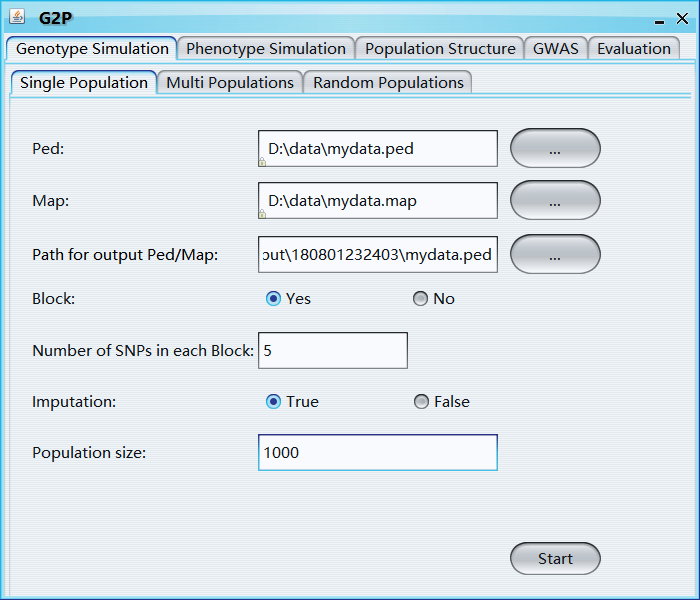 G2P
Genotype Simulation Phenotype Simulation Population Structure GWAS Evaluation
Single Population Multi Populations Random Populations
Ped: D:\data\mydata.ped ...
Map: D:\data\mydata.map ...
Path for output Ped/Map: out\180801232403\mydata.ped ...
Block: Yes No
Number of SNPs in each Block: 5
Imputation: True False
Population size: 1000
Start